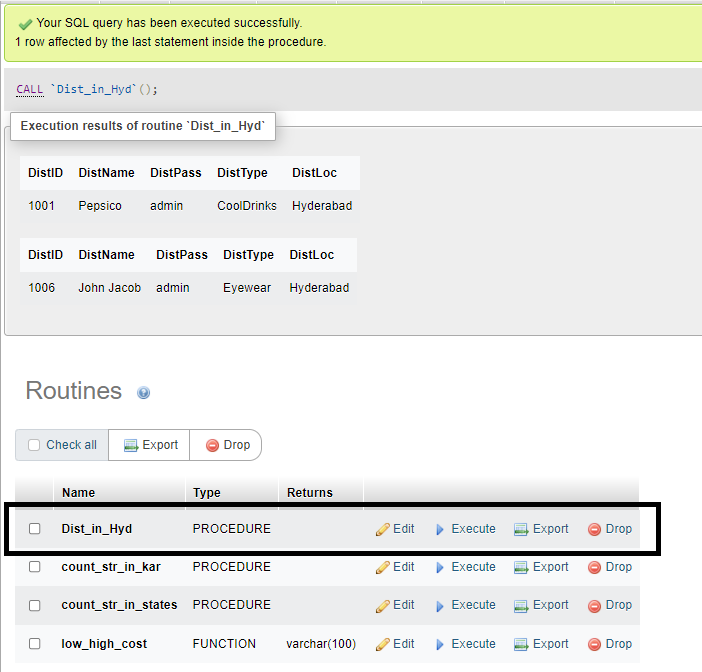 Your SQL query has been executed successfully.
1 row affected by the last statement inside the procedure.
CALL `Dist_in_Hyd`();
Execution results of routine `Dist_in_Hyd`
DistID DistName DistPass DistType DistLoc
1001 Pepsico admin CoolDrinks Hyderabad
DistID DistName DistPass DistType DistLoc
1006 John Jacob admin Eyewear Hyderabad
Routines
Check all Export Drop
Name Type Returns
Dist_in_Hyd PROCEDURE Edit Execute Export Drop
count_str_in_kar PROCEDURE Edit Execute Export Drop
count_str_in_states PROCEDURE Edit Execute Export Drop
low_high_cost FUNCTION varchar(100) Edit Execute Export Drop